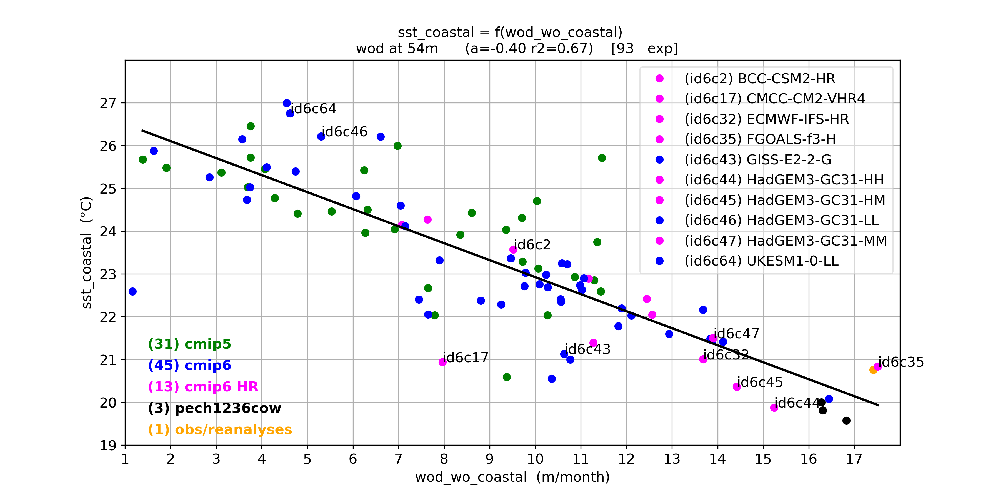 sst_coastal = f(wod_wo_coastal)
wod at 54m (a=-0.40 r2=0.67) [93 exp]
(id6c2) BCC-CSM2-HR
(id6c17) CMCC-CM2-VHR4
(id6c32) ECMWF-IFS-HR
(id6c35) FGOALS-f3-H
(id6c43) GISS-E2-2-G
(id6c44) HadGEM3-GC31-HH
(id6c45) HadGEM3-GC31-HM
(id6c46) HadGEM3-GC31-LL
(id6c47) HadGEM3-GC31-MM
(id6c64) UKESM1-0-LL
id6c64
id6c46
id6c2
id6c47
id6c43
id6c32
id6c17
id6c35
id6c45
id6c44
(31) cmip5
(45) cmip6
(13) cmip6 HR
(3) pech1236cow
(1) obs/reanalyses
sst_coastal (°C)
27
26
25
24
23
22
21
20
19
1 2 3 4 5 6 7 8 9 10 11 12 13 14 15 16 17
wod_wo_coastal (m/month)